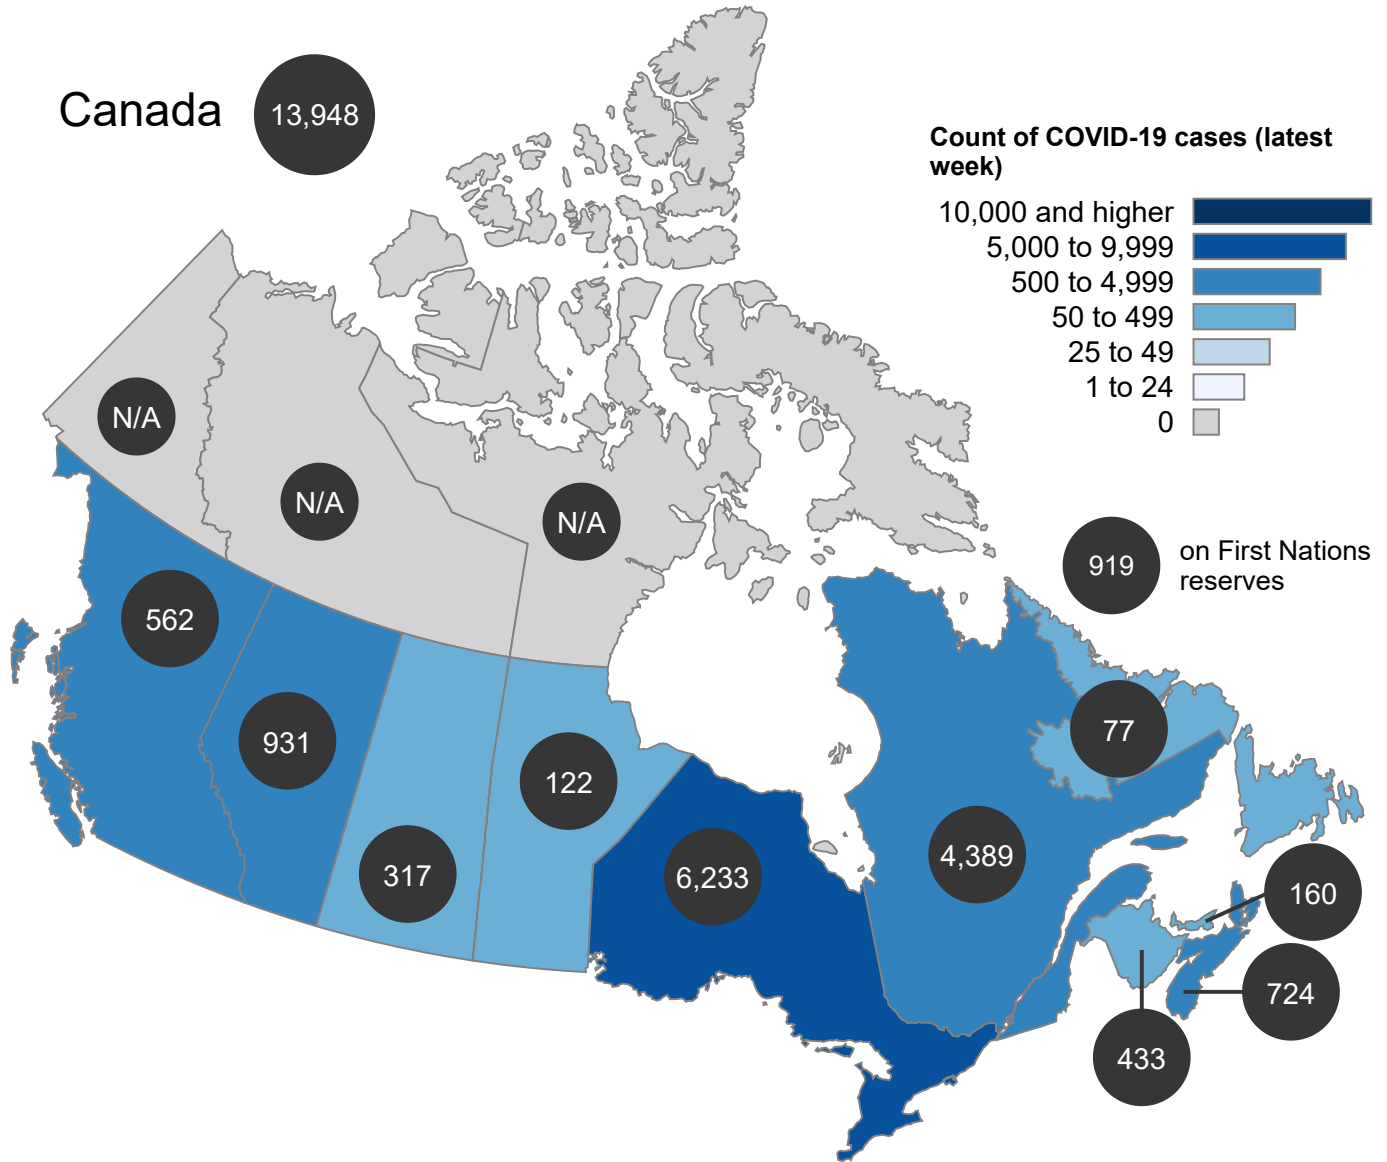 Canada
13,948
Count of COVID-19 cases (latest
week)
10,000 and higher
5,000 to 9,999
500 to 4,999
50 to 499
25 to 49
1 to 24
0
N/A
N/A
N/A
919
on First Nations
reserves
562
931
77
122
317
6,233
4,389
160
724
433